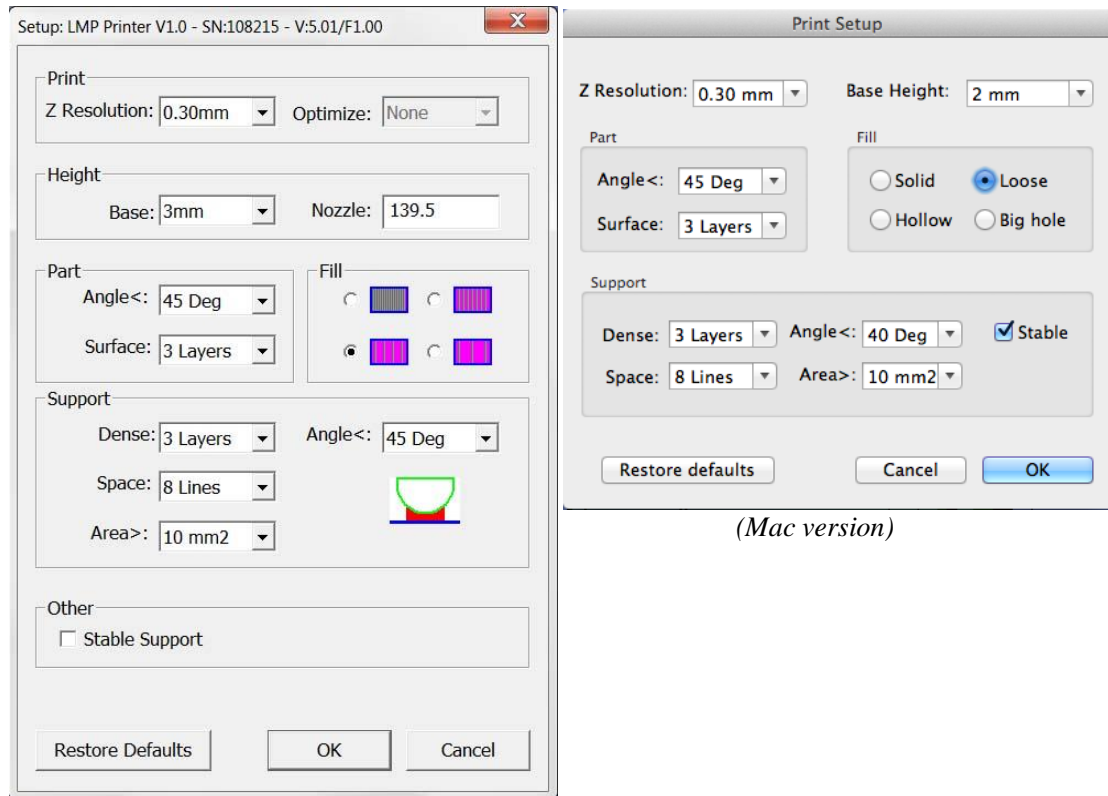 Setup: LMP Printer V1.0 - SN:108215 - V:5.01/F1.00
Print
Z Resolution: 0.30mm Optimize: None
Height
Base: 3mm Nozzle: 139.5
Part
Angle<: 45 Deg
Surface: 3 Layers
Fill
Support
Dense: 3 Layers Angle<: 45 Deg
Space: 8 Lines
Area>: 10 mm2
Other
Stable Support
Restore Defaults OK Cancel
Print Setup
Z Resolution: 0.30 mm Base Height: 2 mm
Part
Angle<: 45 Deg
Surface: 3 Layers
Fill
Solid Loose
Hollow Big hole
Support
Dense: 3 Layers Angle<: 40 Deg Stable
Space: 8 Lines Area>: 10 mm2
Restore defaults Cancel OK
(Mac version)